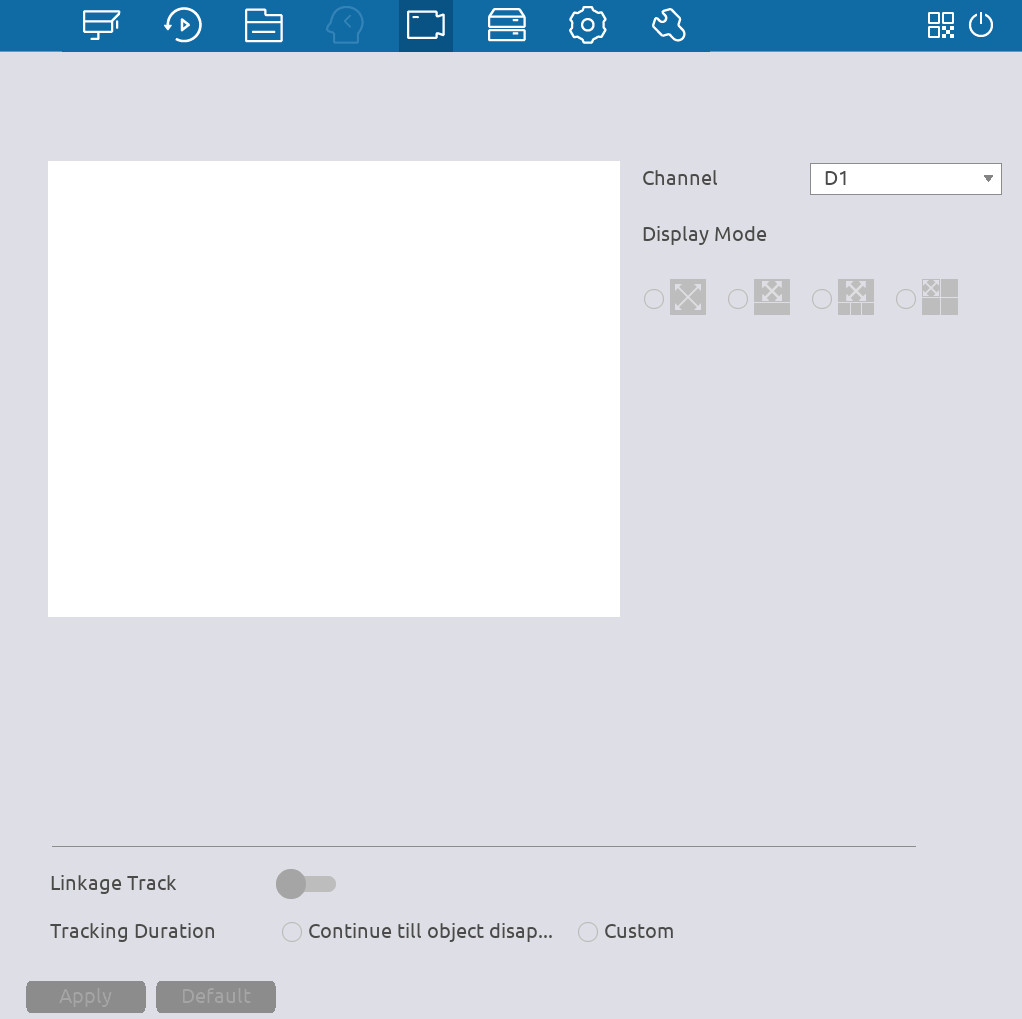 Channel
D1
Display Mode
Linkage Track
Tracking Duration
Continue till object disap...
Custom
Apply
Default